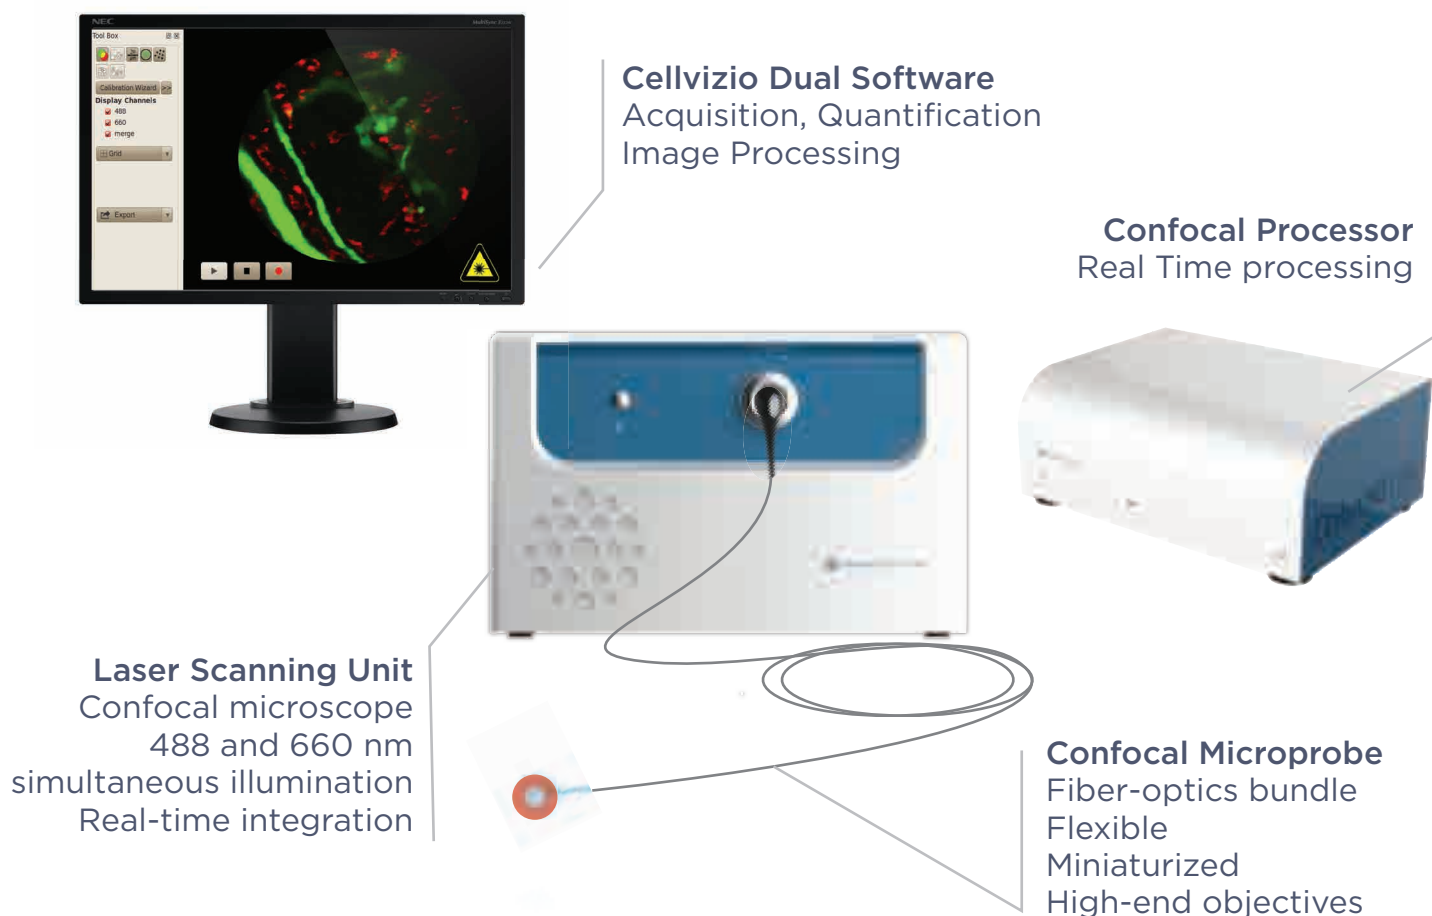 NEC
Tool Box
Calibration Wizard >>
Display Channels
488
660
merge
Grid
Export
Cellvizio Dual Software
Acquisition, Quantification
Image Processing
Confocal Processor
Real Time processing
Laser Scanning Unit
Confocal microscope
488 and 660 nm
simultaneous illumination
Real-time integration
Confocal Microprobe
Fiber-optics bundle
Flexible
Miniaturized
High-end objectives